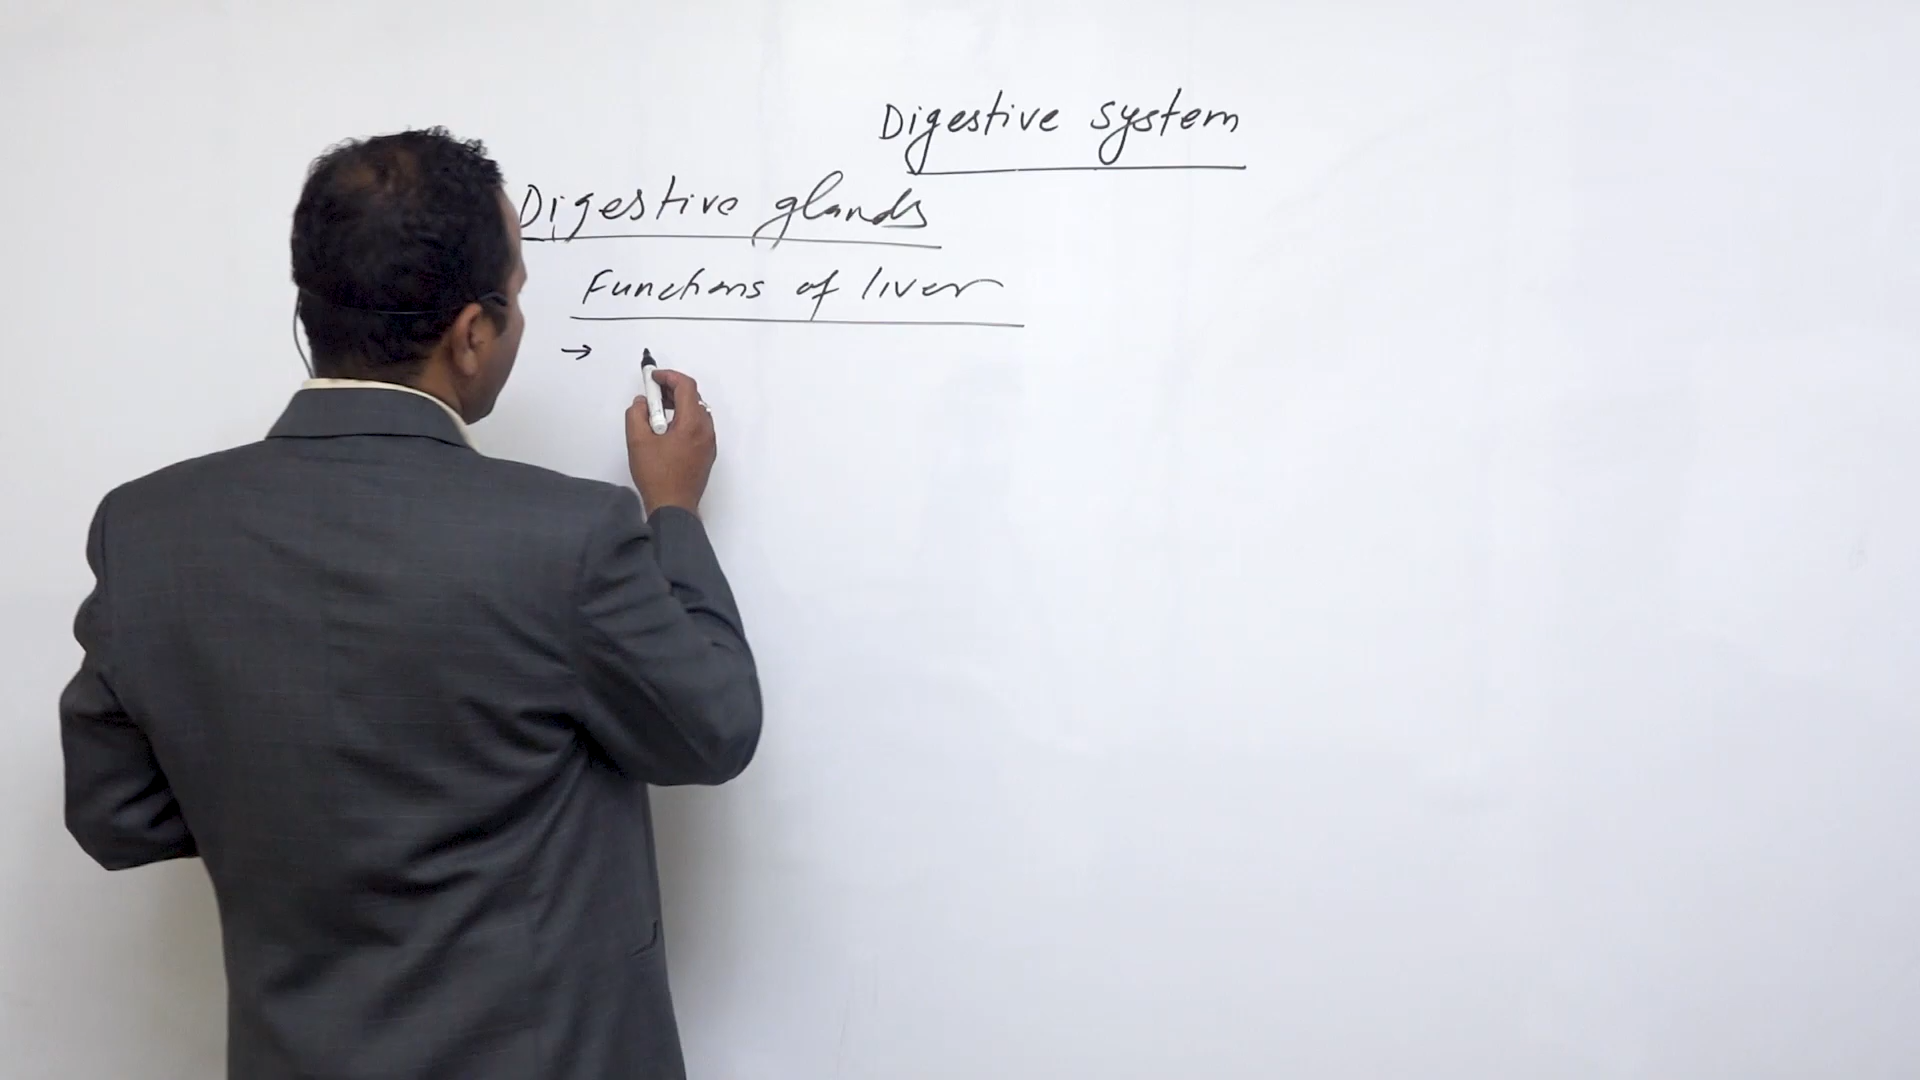 Digestive system
Digestive glands
Functions of liver
→